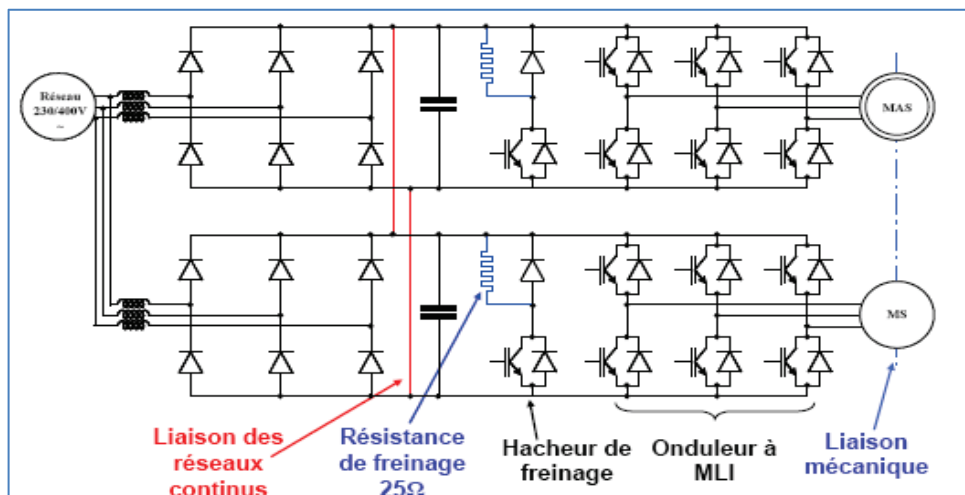 Réseau
230/400V
~
MAS
MS
Liaison des
réseaux
continus
Résistance
de freinage
25Ω
Hacheur de
freinage
Onduleur à
MLI
Liaison
mécanique